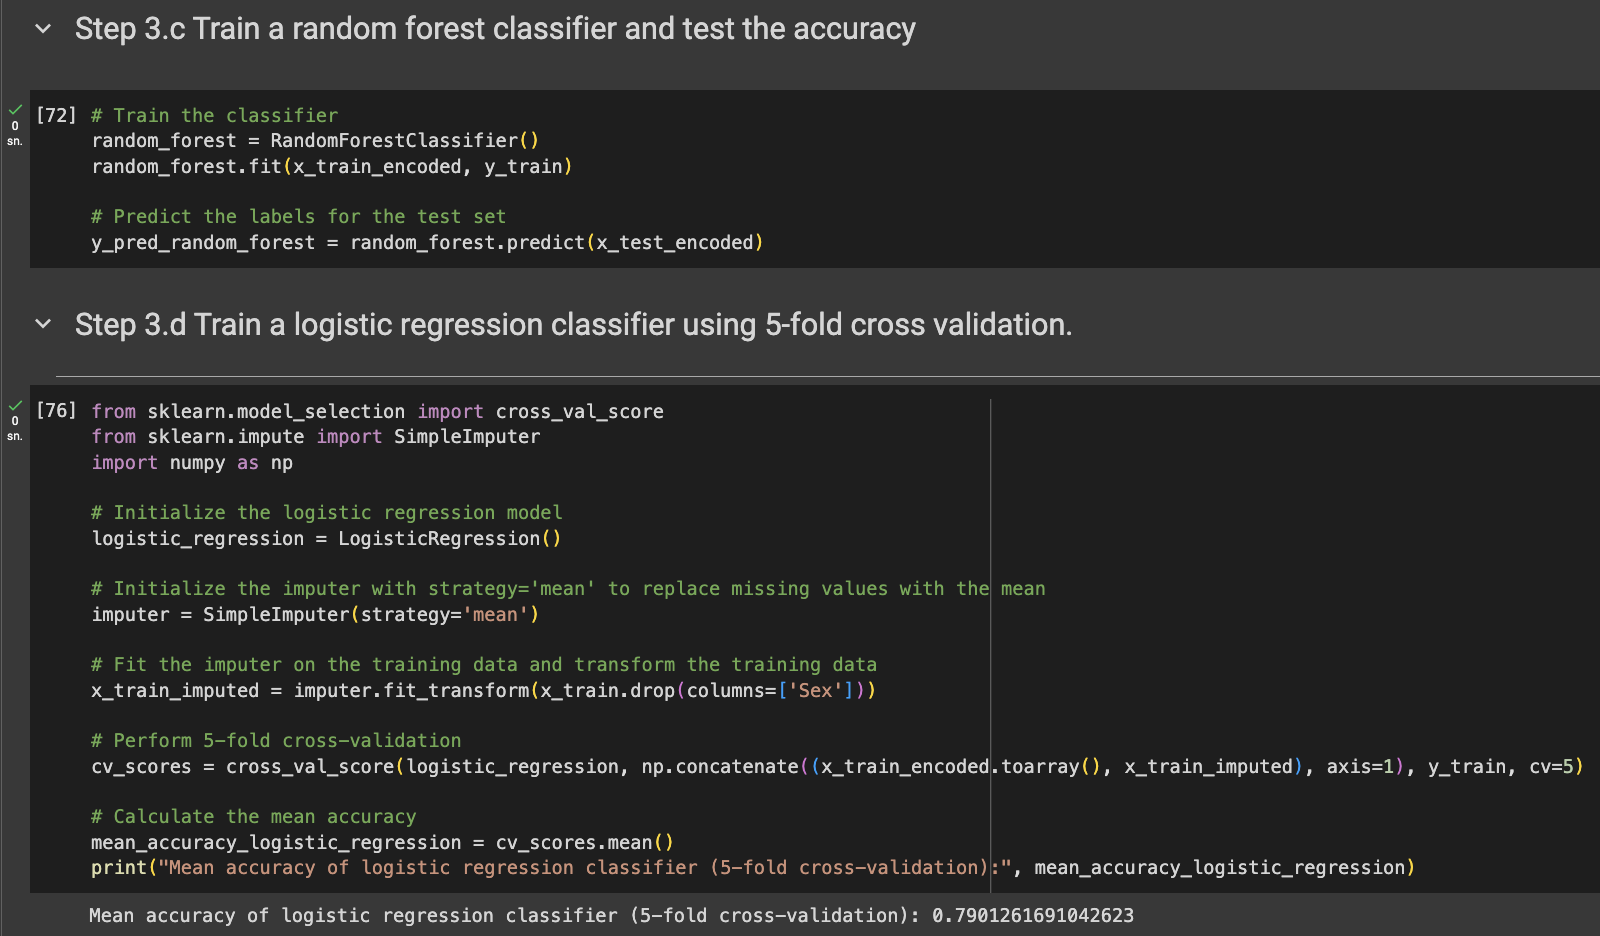 Step 3.c Train a random forest classifier and test the accuracy
[72] # Train the classifier
0
sn.
random_forest = RandomForestClassifier()
random_forest.fit(x_train_encoded, y_train)
# Predict the labels for the test set
y_pred_random_forest = random_forest.predict(x_test_encoded)
Step 3.d Train a logistic regression classifier using 5-fold cross validation.
[76] from sklearn.model_selection import cross_val_score
0
sn.
from sklearn.impute import SimpleImputer
import numpy as np
# Initialize the logistic regression model
logistic_regression = LogisticRegression()
# Initialize the imputer with strategy='mean' to replace missing values with the mean
imputer = SimpleImputer(strategy='mean')
# Fit the imputer on the training data and transform the training data
x_train_imputed = imputer.fit_transform(x_train.drop(columns=['Sex']))
# Perform 5-fold cross-validation
cv_scores = cross_val_score(logistic_regression, np.concatenate((x_train_encoded.toarray(), x_train_imputed), axis=1), y_train, cv=5)
# Calculate the mean accuracy
mean_accuracy_logistic_regression = cv_scores.mean()
print("Mean accuracy of logistic regression classifier (5-fold cross-validation):", mean_accuracy_logistic_regression)
Mean accuracy of logistic regression classifier (5-fold cross-validation): 0.7901261691042623